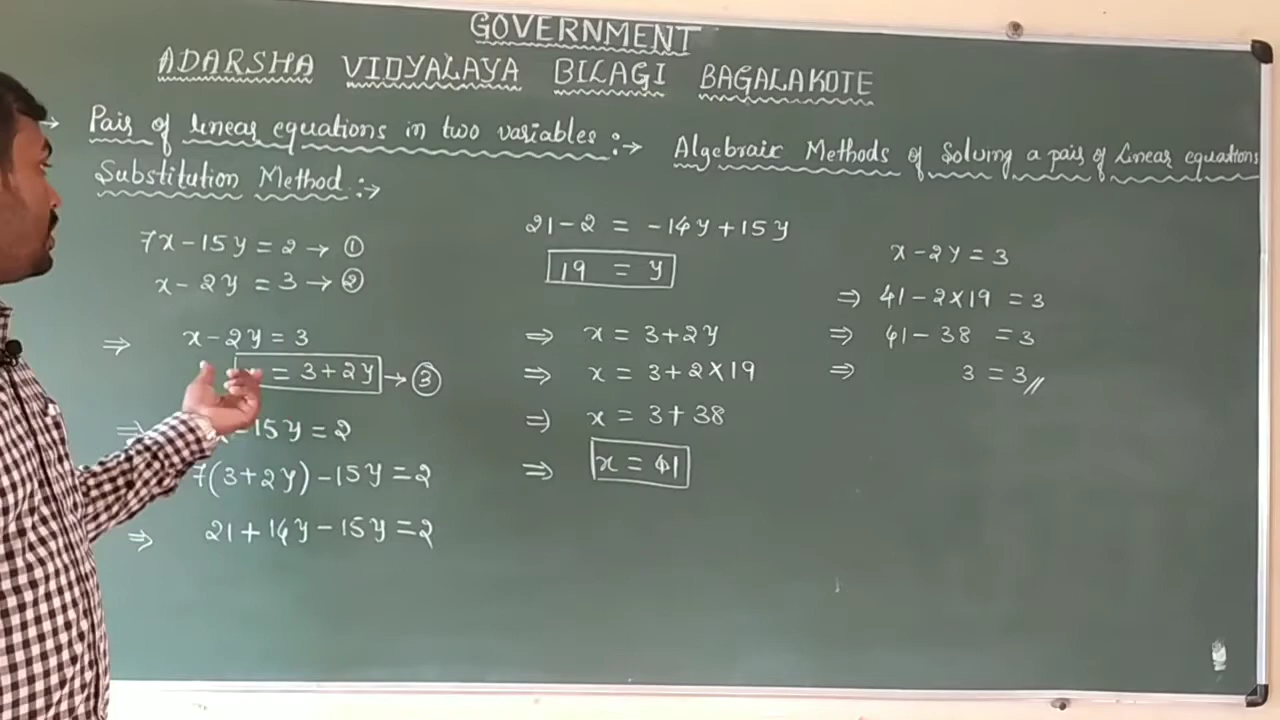 GOVERNMENT
ADARSHA VIDYALAYA BILAGI BAGALAKOTE
→ Pair of linear equations in two variables :→ Algebraic Methods of Solving a pair of Linear equations
Substitution Method :→
7x - 15y = 2 → ①
x - 2y = 3 → ②
⇒ x - 2y = 3
= 3 + 2y → ③
⇒ - 15y = 2
7(3 + 2y) - 15y = 2
⇒ 21 + 14y - 15y = 2
21 - 2 = -14y + 15y
19 = y
⇒ x = 3 + 2y
⇒ x = 3 + 2 × 19
⇒ x = 3 + 38
⇒ x = 41
x - 2y = 3
⇒ 41 - 2 × 19 = 3
⇒ 41 - 38 = 3
⇒ 3 = 3 //